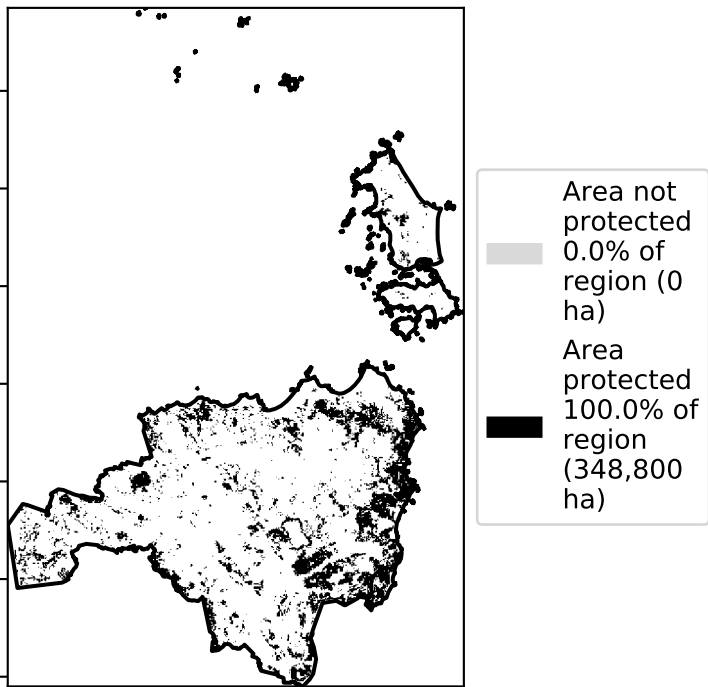 Area not
protected
0.0% of
region (0
ha)
Area
protected
100.0% of
region
(348,800
ha)